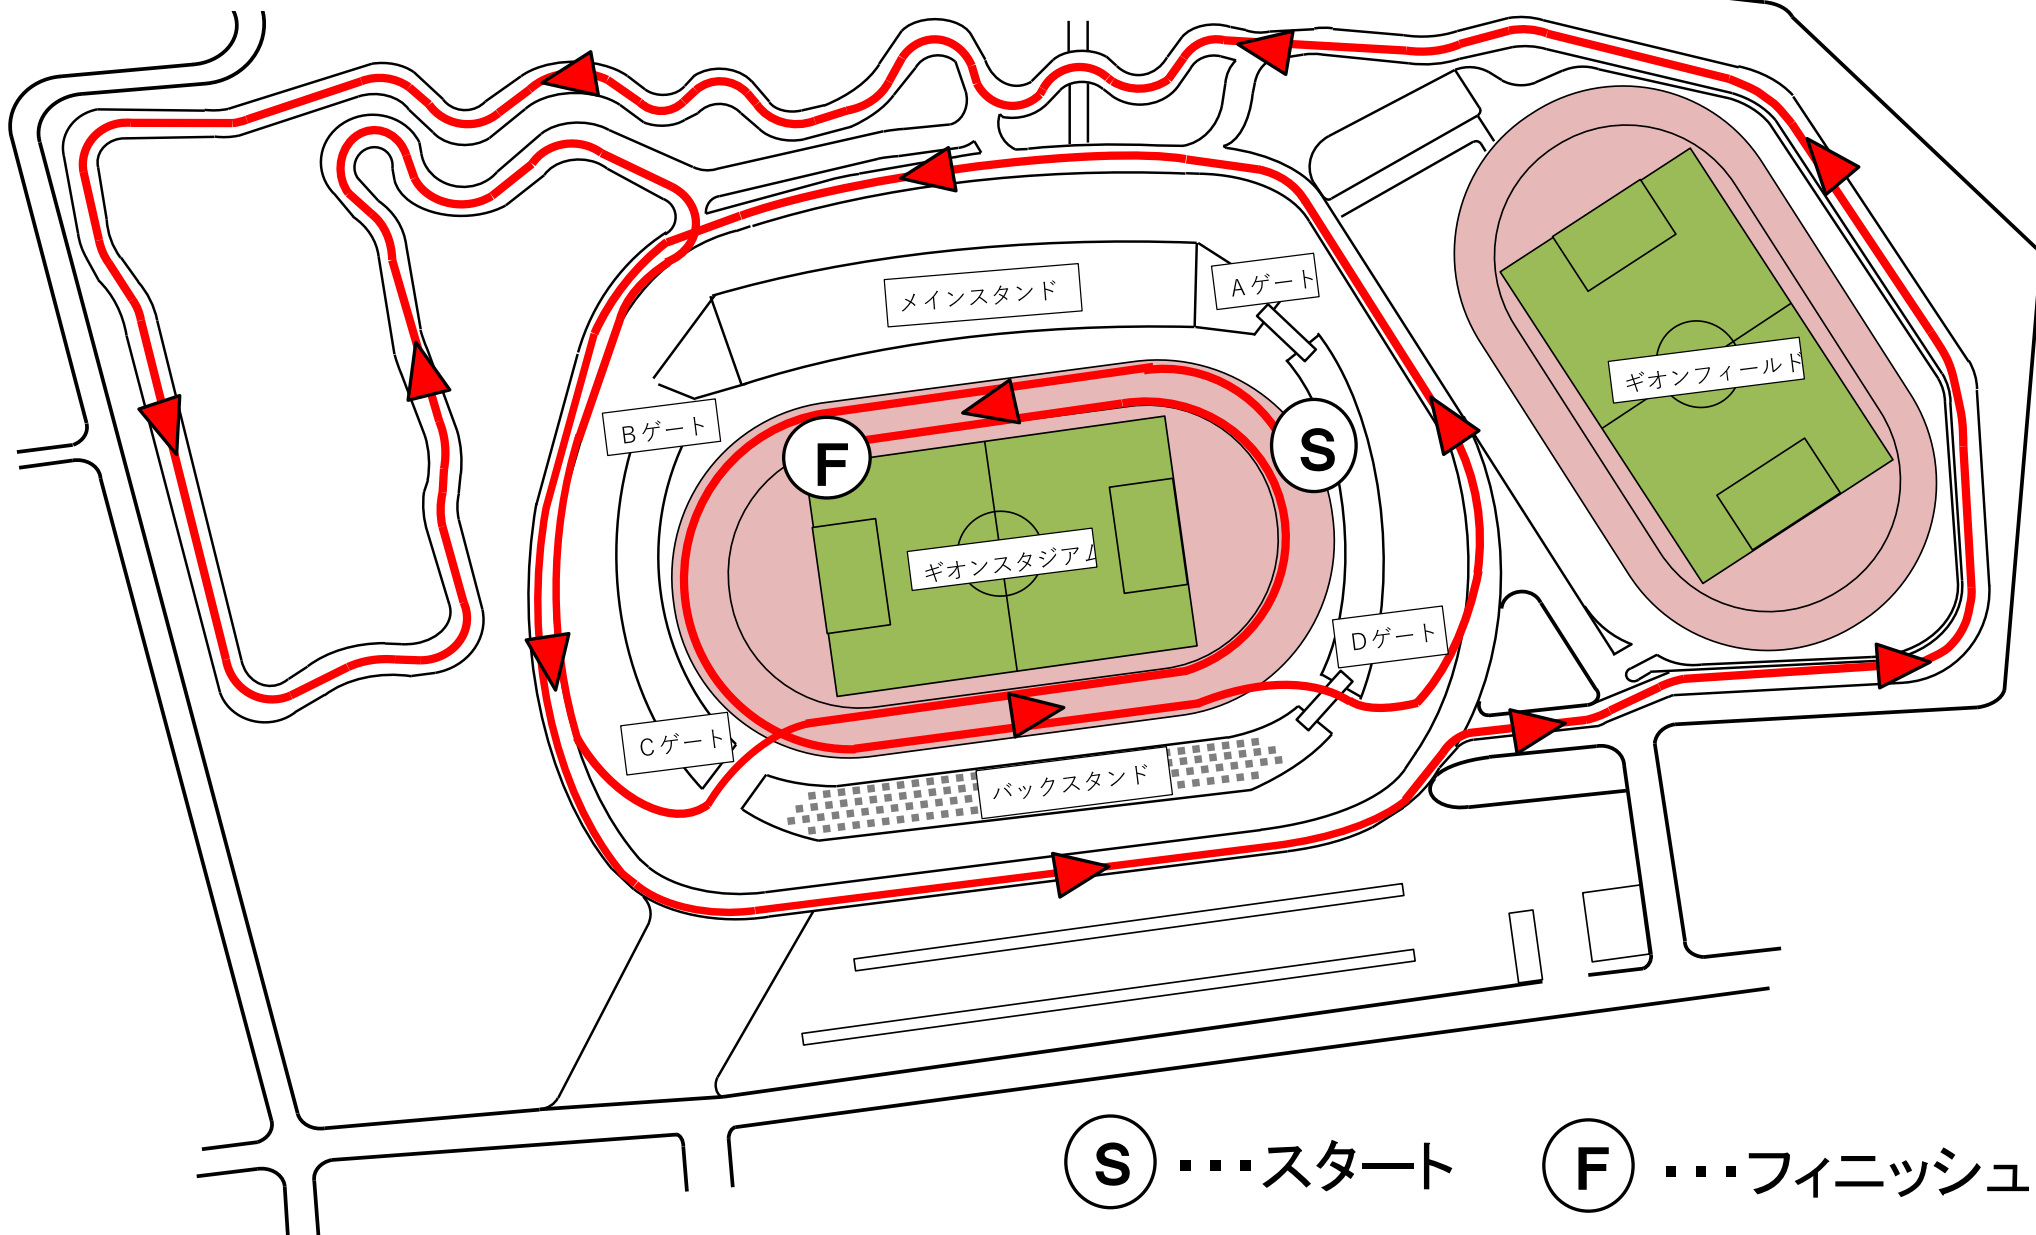 メインスタンド
Aゲート
ギオンフィールド
Bゲート
F
S
ギオンスタジアム
Dゲート
Cゲート
バックスタンド
S ・・・スタート
F ・・・フィニッシュ